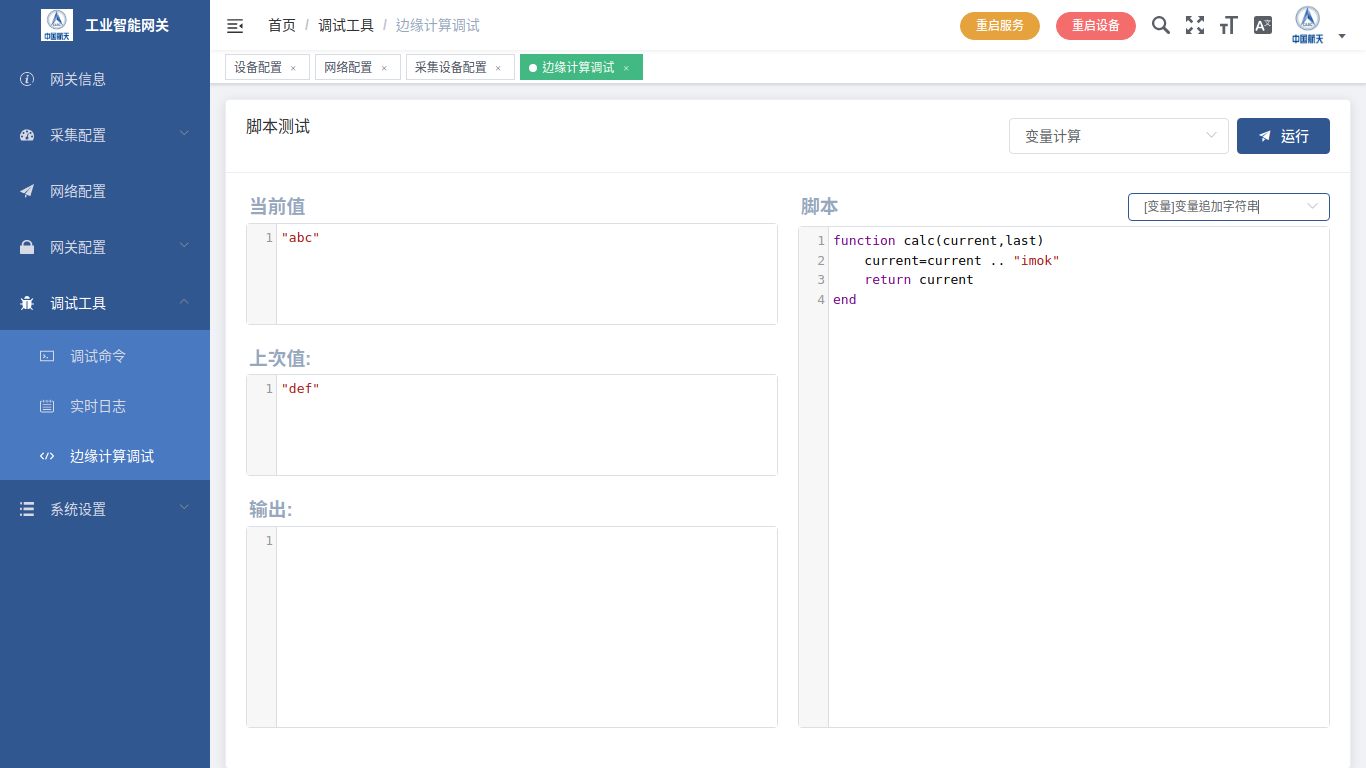 中国航天
工业智能网关
网关信息
采集配置
网络配置
网关配置
调试工具
调试命令
实时日志
边缘计算调试
系统设置
首页 / 调试工具 / 边缘计算调试
重启服务
重启设备
中国航天
设备配置 ×
网络配置 ×
采集设备配置 ×
边缘计算调试 ×
脚本测试
变量计算
运行
当前值
1 "abc"
上次值:
1 "def"
输出:
1
脚本
[变量]变量追加字符串
1 function calc(current,last)
2 current=current .. "imok"
3 return current
4 end